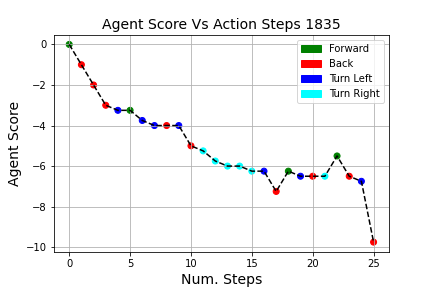 Agent Score Vs Action Steps 1835
Forward
Back
Turn Left
Turn Right
Agent Score
0
−2
−4
−6
−8
−10
0 5 10 15 20 25
Num. Steps